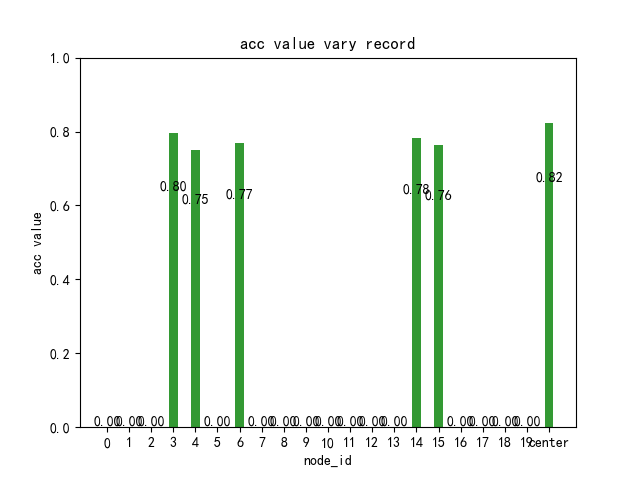 acc value vary record
1.0
0.8
0.6
0.4
0.2
0.0
acc value
0.00 0.00 0.00 0.80 0.75 0.00 0.77 0.00 0.00 0.00 0.00 0.00 0.00 0.00 0.78 0.76 0.00 0.00 0.00 0.00 0.82
0 1 2 3 4 5 6 7 8 9 10 11 12 13 14 15 16 17 18 19 center
node_id